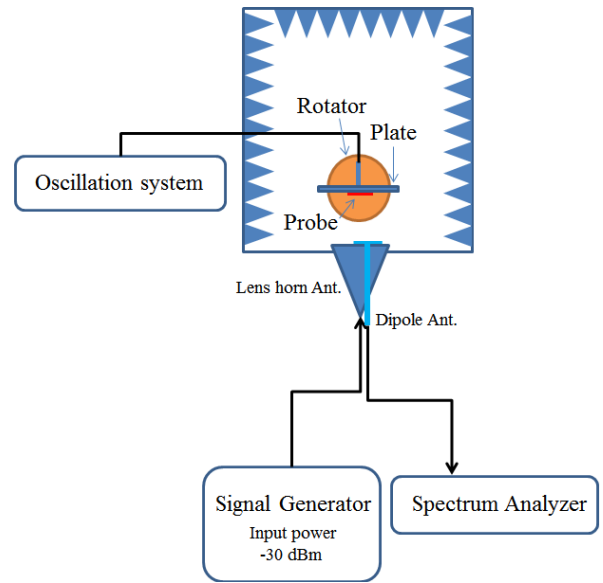 Rotator
Plate
Oscillation system
Probe
Lens horn Ant.
Dipole Ant.
Signal Generator
Input power
-30 dBm
Spectrum Analyzer